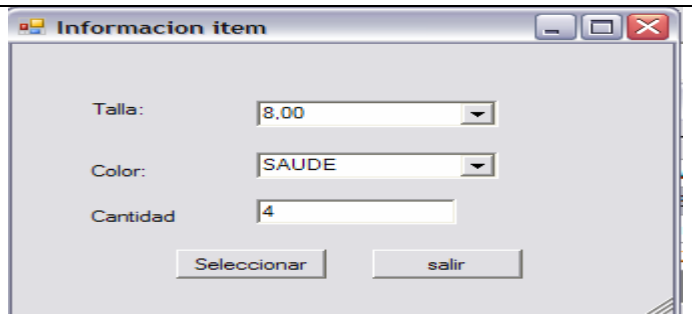 Informacion item
Talla: 8,00
Color: SAUDE
Cantidad 4
Seleccionar salir